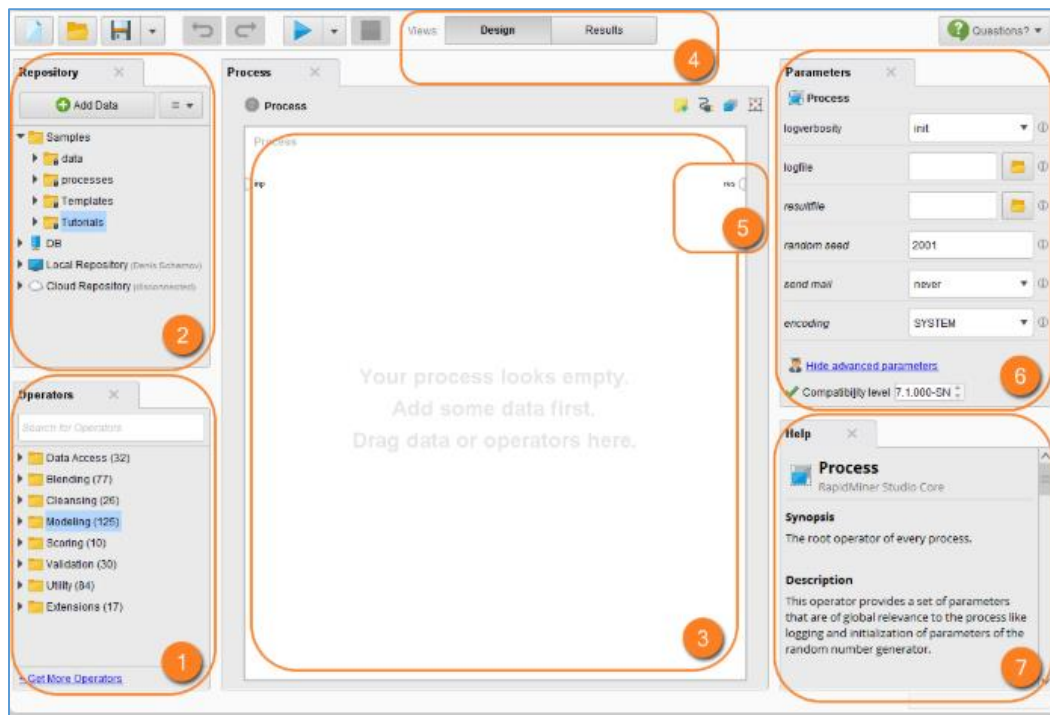 Views:
Design
Results
4
Questions?
Repository
Add Data
Samples
data
processes
Templates
Tutorials
DB
Local Repository (Denis Schernov)
Cloud Repository (disconnected)
2
Operators
Search for Operators
Data Access (32)
Blending (77)
Cleansing (26)
Modeling (125)
Scoring (10)
Validation (30)
Utility (84)
Extensions (17)
Get More Operators
1
Process
Process
Process
inp
res
5
Your process looks empty.
Add some data first.
Drag data or operators here.
3
Parameters
Process
logverbosity
init
logfile
resultfile
random seed
2001
send mail
never
encoding
SYSTEM
Hide advanced parameters
Compatibility level 7.1.000-SN
6
Help
Process
RapidMiner Studio Core
Synopsis
The root operator of every process.
Description
This operator provides a set of parameters
that are of global relevance to the process like
logging and initialization of parameters of the
random number generator.
7